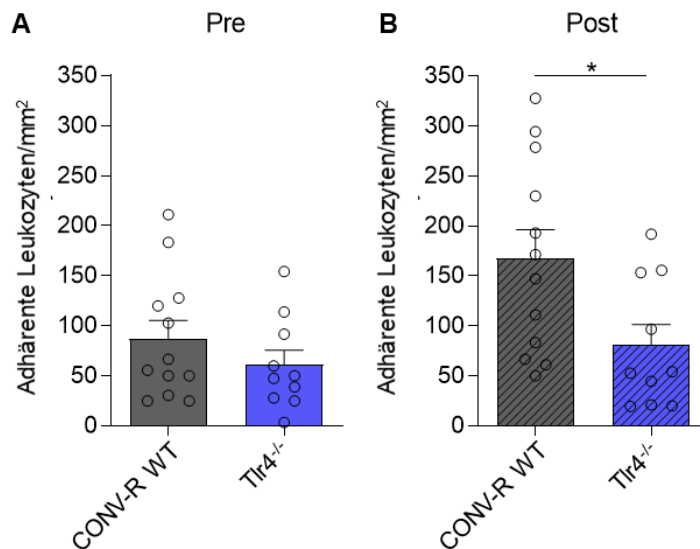 A
Pre
Adhärente Leukozyten/mm²
350
300
250
200
150
100
50
0
CONV-R WT
Tlr4⁻/⁻
B
Post
*
Adhärente Leukozyten/mm²
350
300
250
200
150
100
50
0
CONV-R WT
Tlr4⁻/⁻